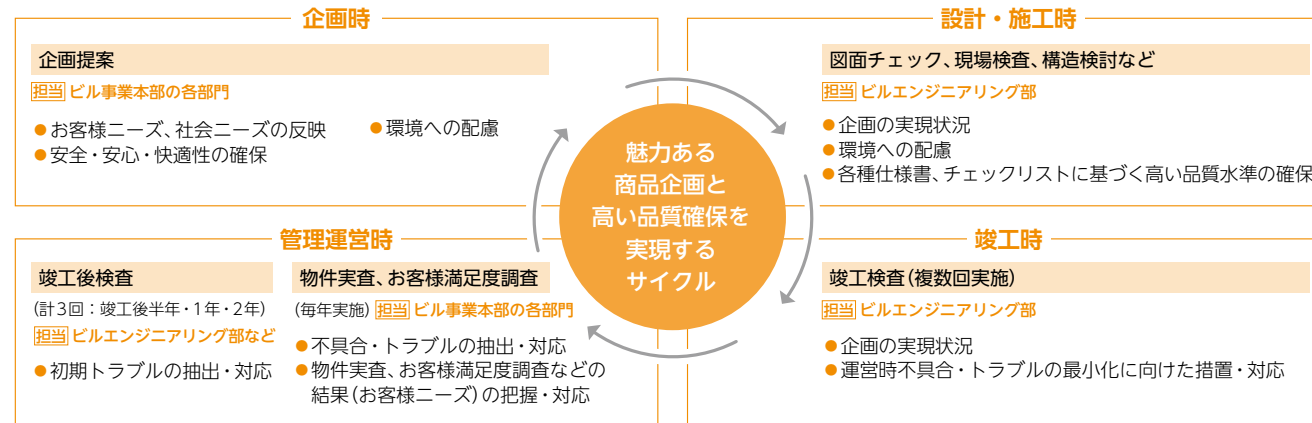 企画時
企画提案
担当 ビル事業本部の各部門
●お客様ニーズ、社会ニーズの反映
●環境への配慮
●安全・安心・快適性の確保
設計・施工時
図面チェック、現場検査、構造検討など
担当 ビルエンジニアリング部
●企画の実現状況
●環境への配慮
●各種仕様書、チェックリストに基づく高い品質水準の確保
魅力ある
商品企画と
高い品質確保を
実現する
サイクル
管理運営時
竣工後検査
(計3回：竣工後半年・1年・2年)
担当 ビルエンジニアリング部など
●初期トラブルの抽出・対応
物件実査、お客様満足度調査
(毎年実施) 担当 ビル事業本部の各部門
●不具合・トラブルの抽出・対応
●物件実査、お客様満足度調査などの
結果(お客様ニーズ)の把握・対応
竣工時
竣工検査(複数回実施)
担当 ビルエンジニアリング部
●企画の実現状況
●運営時不具合・トラブルの最小化に向けた措置・対応